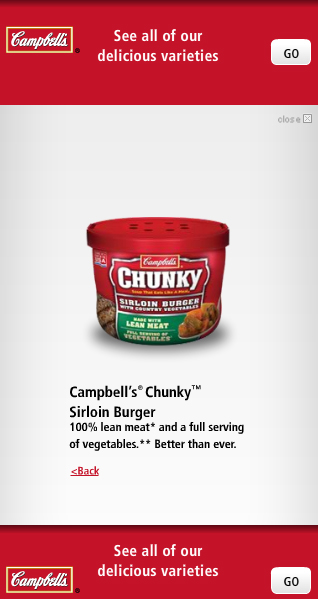 See all of our
Campbell's®
delicious varieties
GO
close
Campbell's
CHUNKY
SIRLOIN BURGER
WITH COUNTRY VEGETABLES
MADE WITH
LEAN MEAT
FULL SERVING OF
VEGETABLES
Campbell's® Chunky™
Sirloin Burger
100% lean meat* and a full serving
of vegetables.** Better than ever.
<Back
See all of our
delicious varieties
Campbell's®
GO